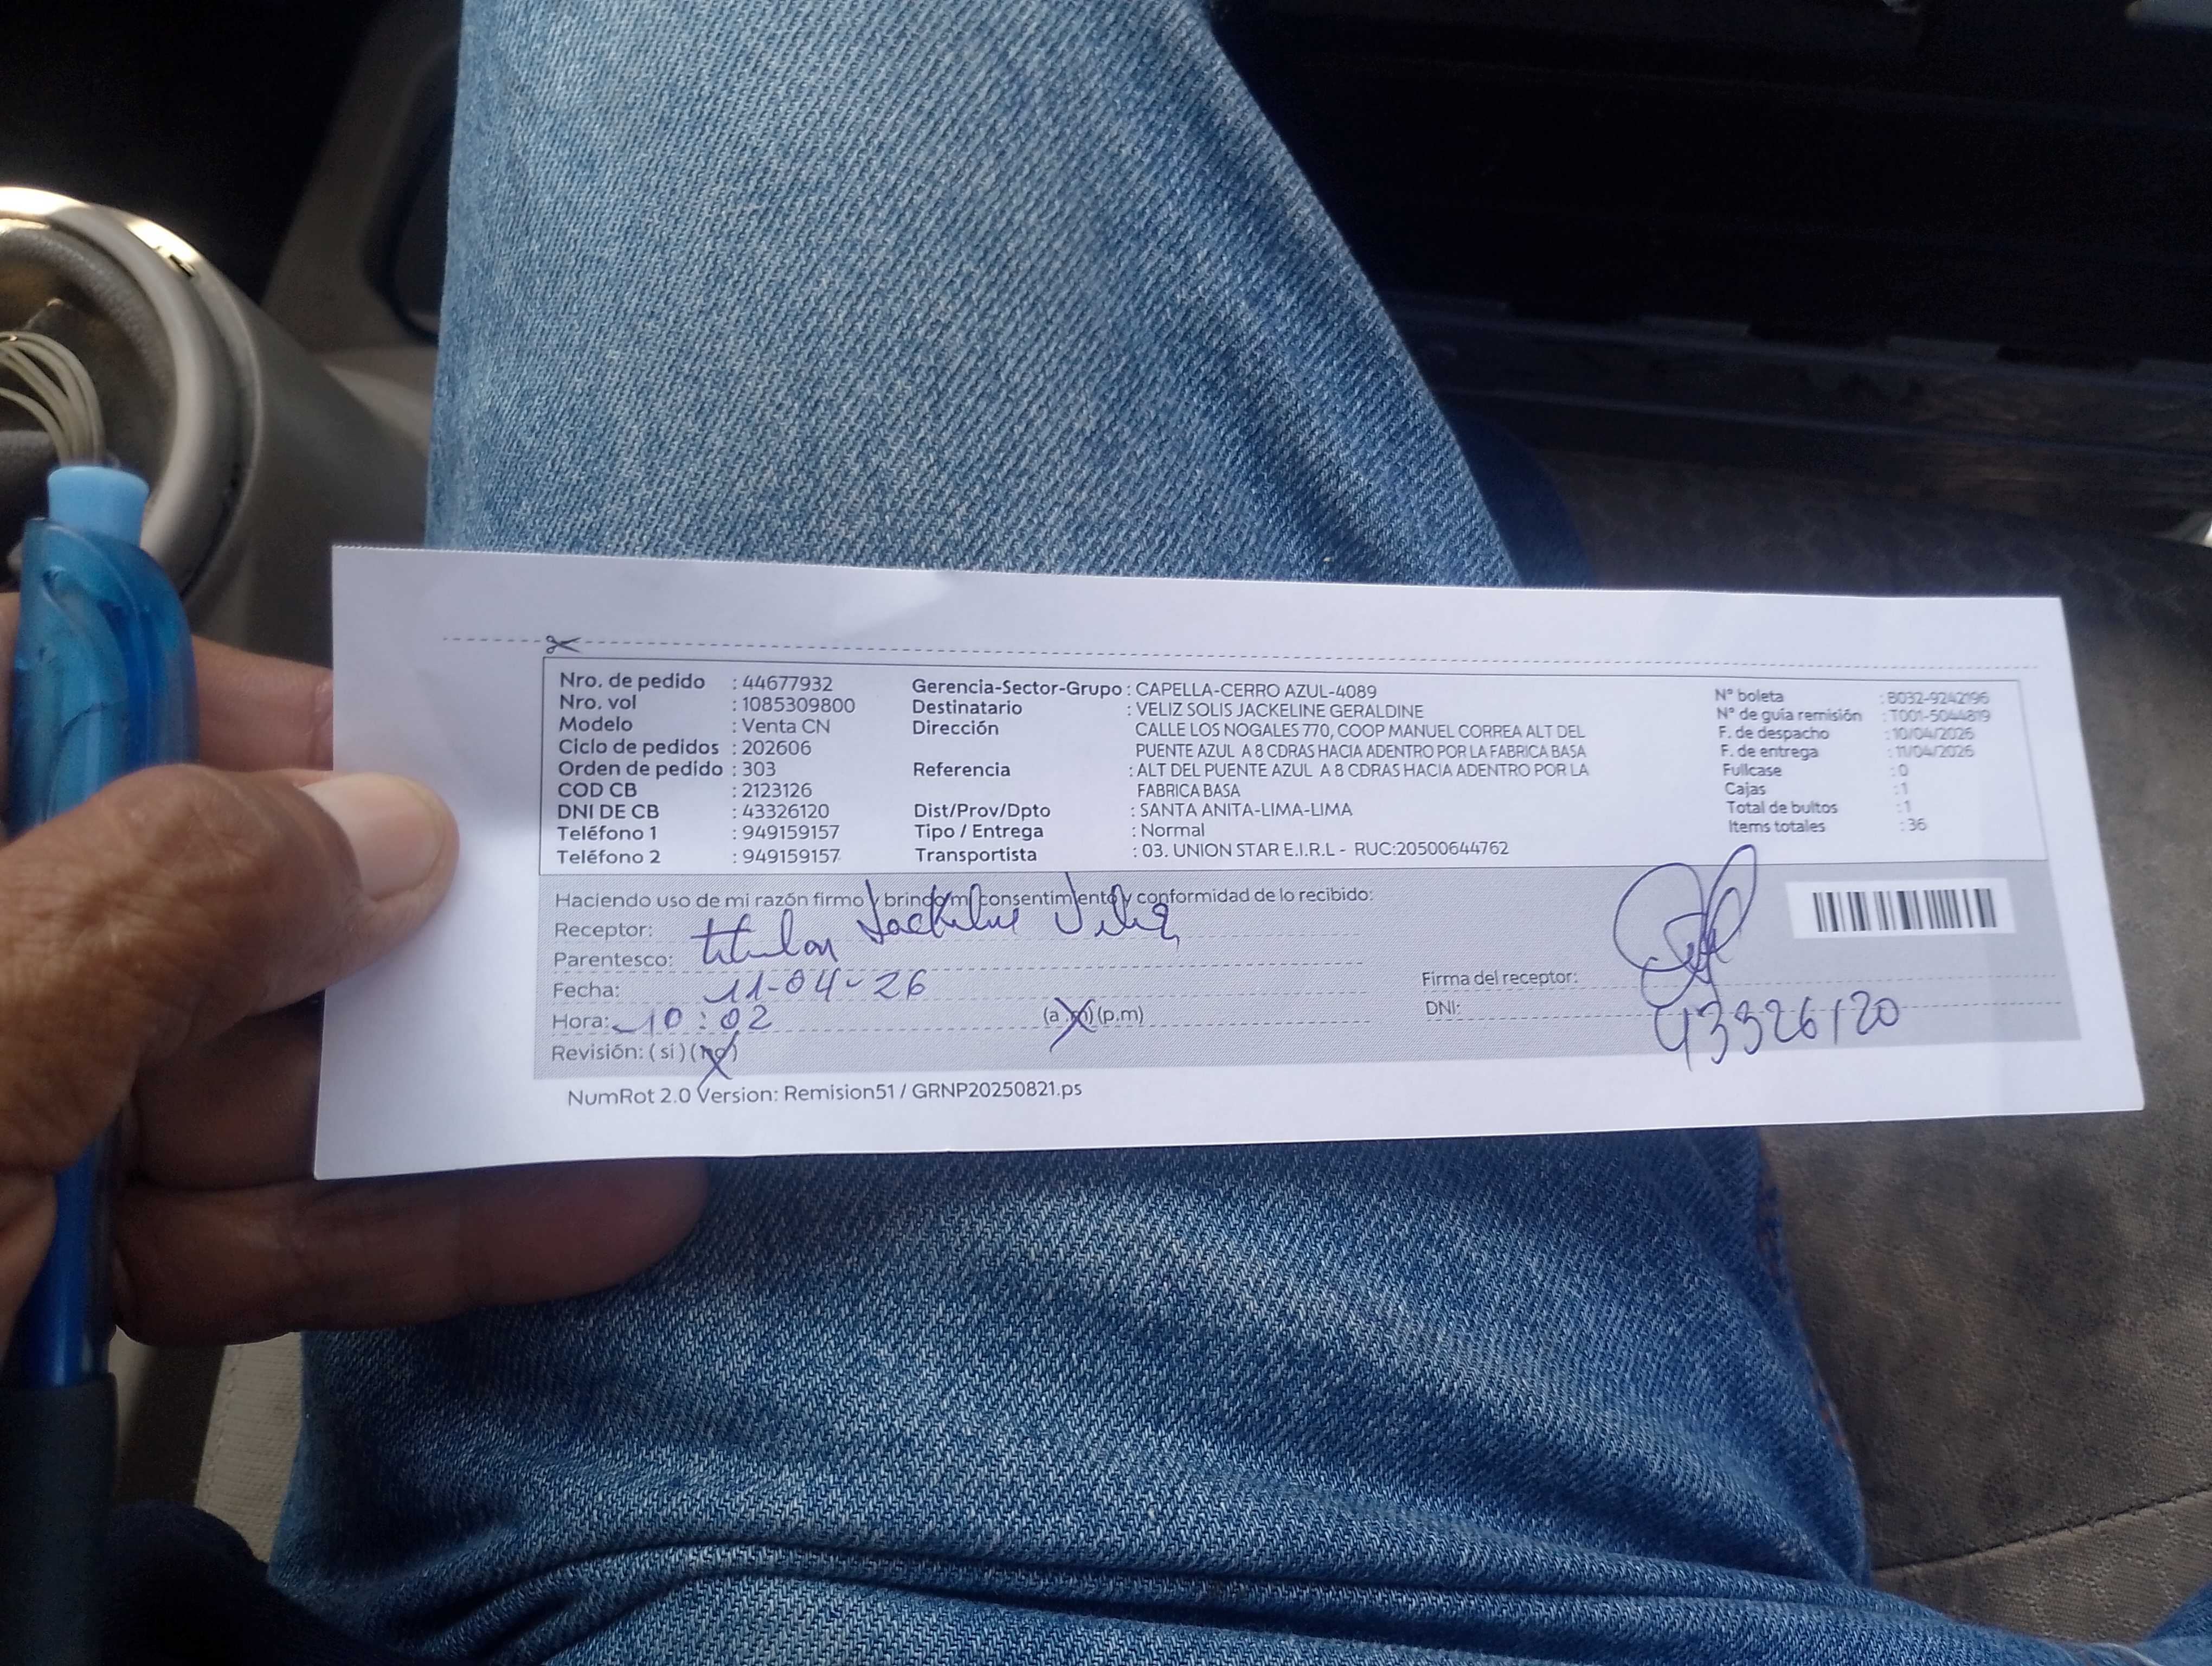 Nro. de pedido : 44677932
Nro. vol : 1085309800
Modelo : Venta CN
Ciclo de pedidos : 202606
Orden de pedido : 303
COD CB : 2123126
DNI DE CB : 43326120
Teléfono 1 : 949159157
Teléfono 2 : 949159157
Gerencia-Sector-Grupo : CAPELLA-CERRO AZUL-4089
Destinatario : VELIZ SOLIS JACKELINE GERALDINE
Dirección CALLE LOS NOGALES 770, COOP MANUEL CORREA ALT DEL
PUENTE AZUL A 8 CDRAS HACIA ADENTRO POR LA FABRICA BASA
Referencia : ALT DEL PUENTE AZUL A 8 CDRAS HACIA ADENTRO POR LA
FABRICA BASA
Dist/Prov/Dpto : SANTA ANITA-LIMA-LIMA
Tipo / Entrega : Normal
Transportista : 03. UNION STAR E.I.R.L - RUC:20500644762
N° boleta : B032-9242196
N° de guía remisión : T001-5044819
F. de despacho : 10/04/2026
F. de entrega : 11/04/2026
Fullcase : 0
Cajas : 1
Total de bultos : 1
Items totales : 36
Haciendo uso de mi razón firmo y brindo mi consentimiento y conformidad de lo recibido:
Receptor: Jackeline Veliz
Parentesco: titular
Fecha: 11-04-26
Hora: 10:02 (a.m) (p.m)
Revisión: (si) (no)
Firma del receptor:
DNI: 43326120
NumRot 2.0 Version: Remision51 / GRNP20250821.ps